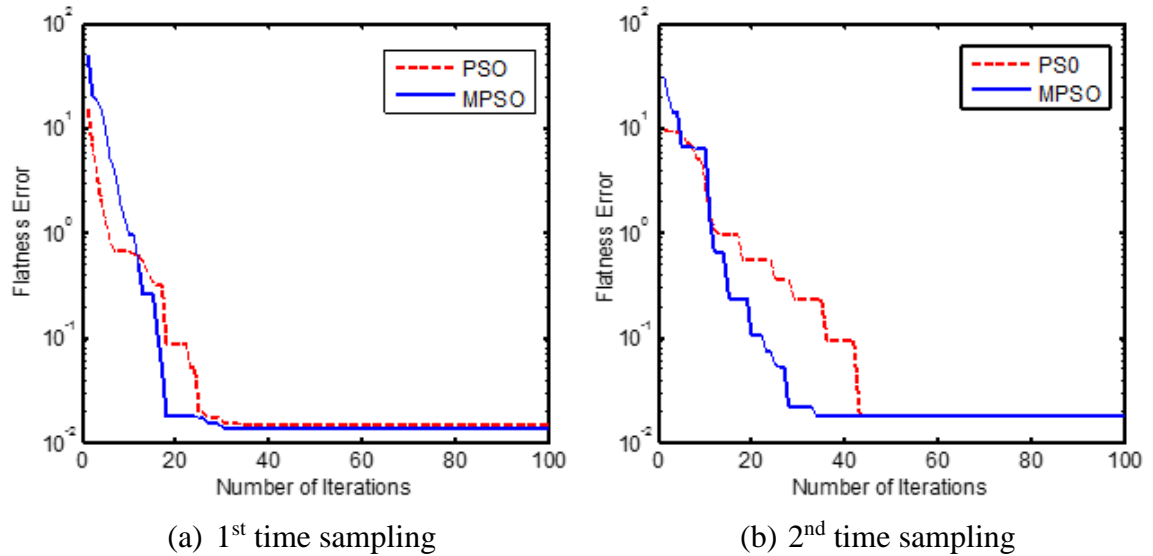 10^2
10^1
10^0
10^-1
10^-2
Flatness Error
PSO
MPSO
0 20 40 60 80 100
Number of Iterations
(a) 1st time sampling
10^2
10^1
10^0
10^-1
10^-2
Flatness Error
PS0
MPSO
0 20 40 60 80 100
Number of Iterations
(b) 2nd time sampling